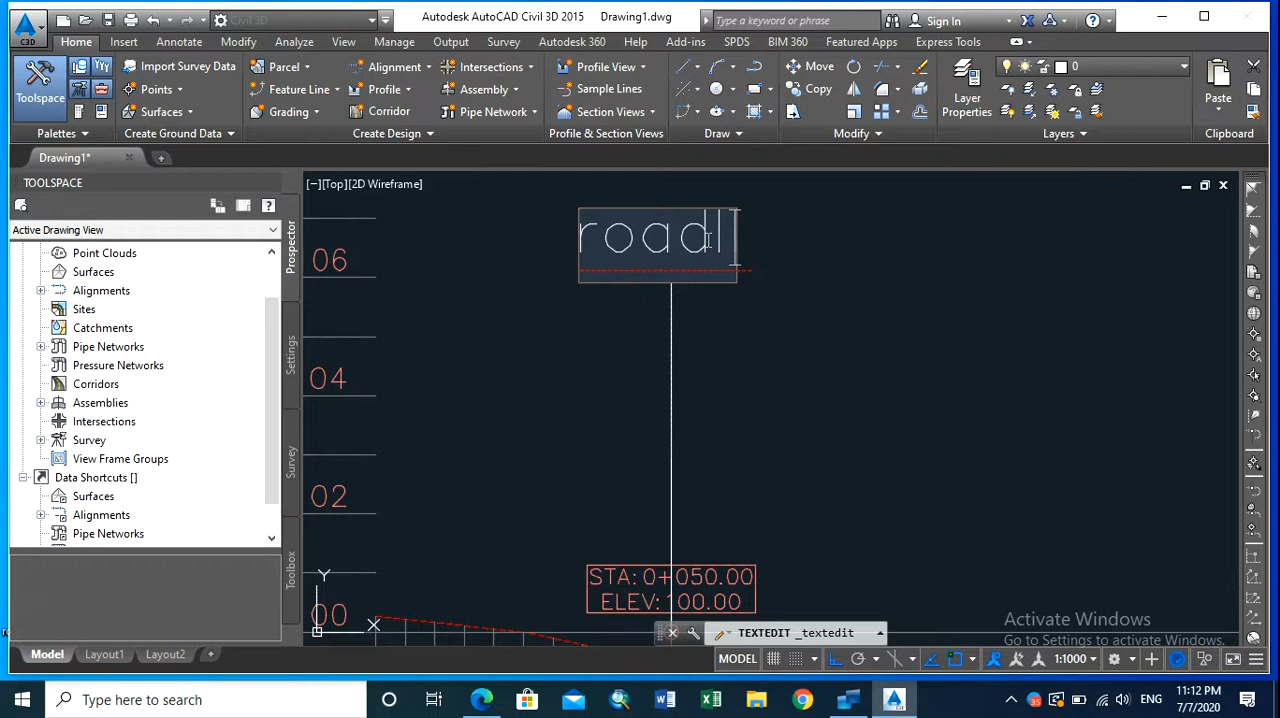 C3D
Civil 3D
Autodesk AutoCAD Civil 3D 2015 Drawing1.dwg
Type a keyword or phrase
Sign In
Home Insert Annotate Modify Analyze View Manage Output Survey Autodesk 360 Help Add-ins SPDS BIM 360 Featured Apps Express Tools
Toolspace
Import Survey Data
Points
Surfaces
Parcel
Feature Line
Grading
Alignment
Profile
Corridor
Intersections
Assembly
Pipe Network
Profile View
Sample Lines
Section Views
Move
Copy
Layer
Properties
0
Paste
Palettes Create Ground Data Create Design Profile & Section Views Draw Modify Layers Clipboard
Drawing1*
TOOLSPACE
Active Drawing View
Point Clouds
Surfaces
Alignments
Sites
Catchments
Pipe Networks
Pressure Networks
Corridors
Assemblies
Intersections
Survey
View Frame Groups
Data Shortcuts []
Surfaces
Alignments
Pipe Networks
Prospector
Settings
Survey
Toolbox
[−][Top][2D Wireframe]
roadl
06
04
02
00
Y
X
STA: 0+050.00
ELEV: 100.00
TEXTEDIT _textedit
Activate Windows
Go to Settings to activate Windows.
Model Layout1 Layout2
MODEL
1:1000
Type here to search
ENG
11:12 PM
7/7/2020